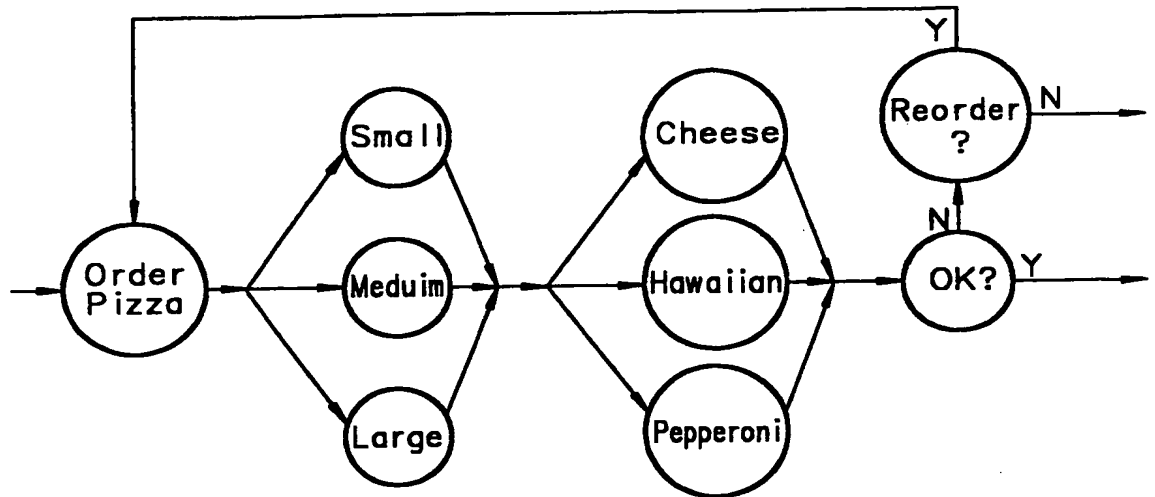 Y
Reorder
?
N
Small
Cheese
N
Order
Pizza
Meduim
Hawaiian
OK?
Y
Large
Pepperoni